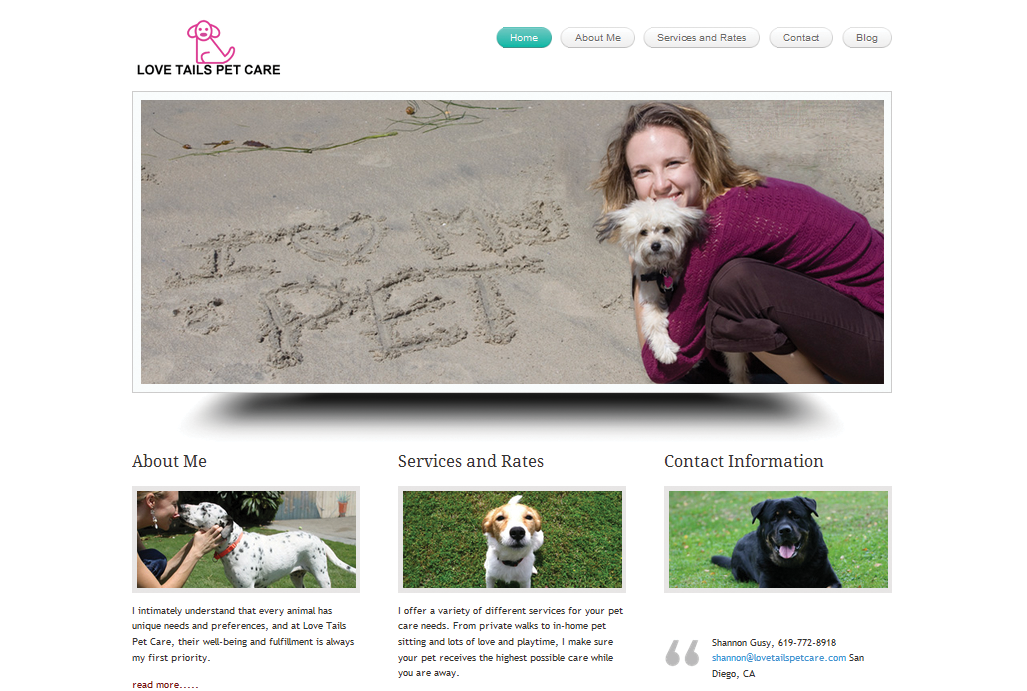 LOVE TAILS PET CARE
Home
About Me
Services and Rates
Contact
Blog
I ♡ My
PET
About Me
Services and Rates
Contact Information
I intimately understand that every animal has
unique needs and preferences, and at Love Tails
Pet Care, their well-being and fulfillment is always
my first priority.
read more.....
I offer a variety of different services for your pet
care needs. From private walks to in-home pet
sitting and lots of love and playtime, I make sure
your pet receives the highest possible care while
you are away.
Shannon Gusy, 619-772-8918
shannon@lovetailspetcare.com San
Diego, CA